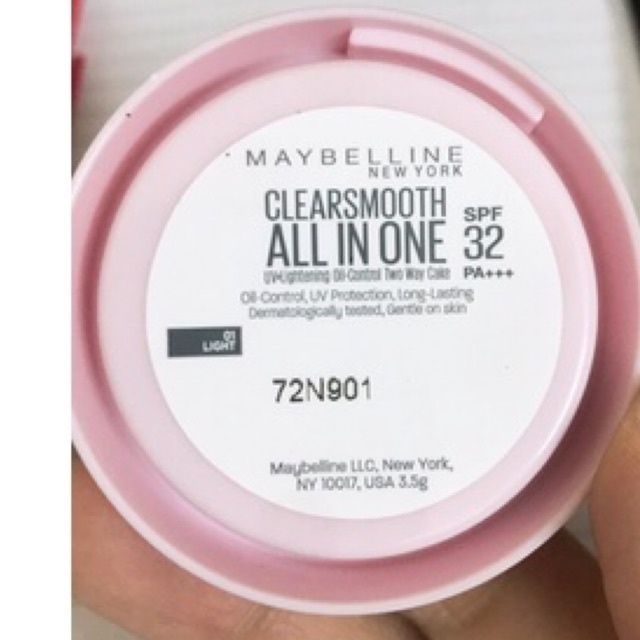 MAYBELLINE
NEW YORK
CLEARSMOOTH
ALL IN ONE
SPF
32
PA+++
UV+Lightening Oil-Control Two Way Cake
Oil-Control, UV Protection, Long-Lasting
Dermatologically tested, Gentle on skin
01
LIGHT
72N901
Maybelline LLC, New York,
NY 10017, USA 3.5g